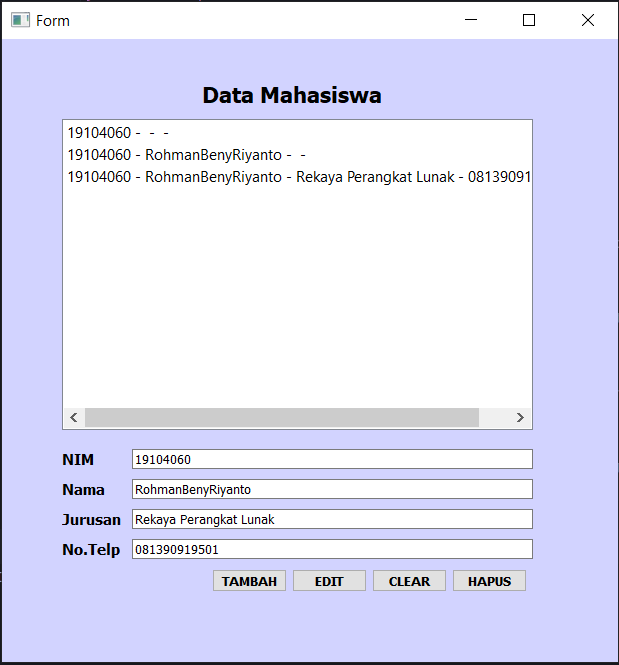 Form
Data Mahasiswa
19104060 - - -
19104060 - RohmanBenyRiyanto - -
19104060 - RohmanBenyRiyanto - Rekaya Perangkat Lunak - 08139091
NIM 19104060
Nama RohmanBenyRiyanto
Jurusan Rekaya Perangkat Lunak
No.Telp 081390919501
TAMBAH EDIT CLEAR HAPUS